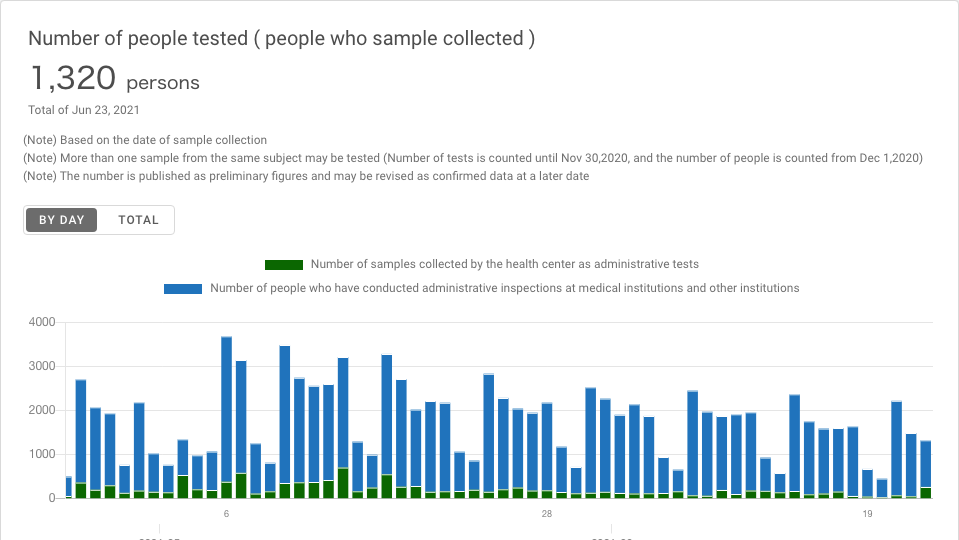 Number of people tested ( people who sample collected )
1,320 persons
Total of Jun 23, 2021
(Note) Based on the date of sample collection
(Note) More than one sample from the same subject may be tested (Number of tests is counted until Nov 30,2020, and the number of people is counted from Dec 1,2020)
(Note) The number is published as preliminary figures and may be revised as confirmed data at a later date
BY DAY TOTAL
Number of samples collected by the health center as administrative tests
Number of people who have conducted administrative inspections at medical institutions and other institutions
4000
3000
2000
1000
0
6 28 19